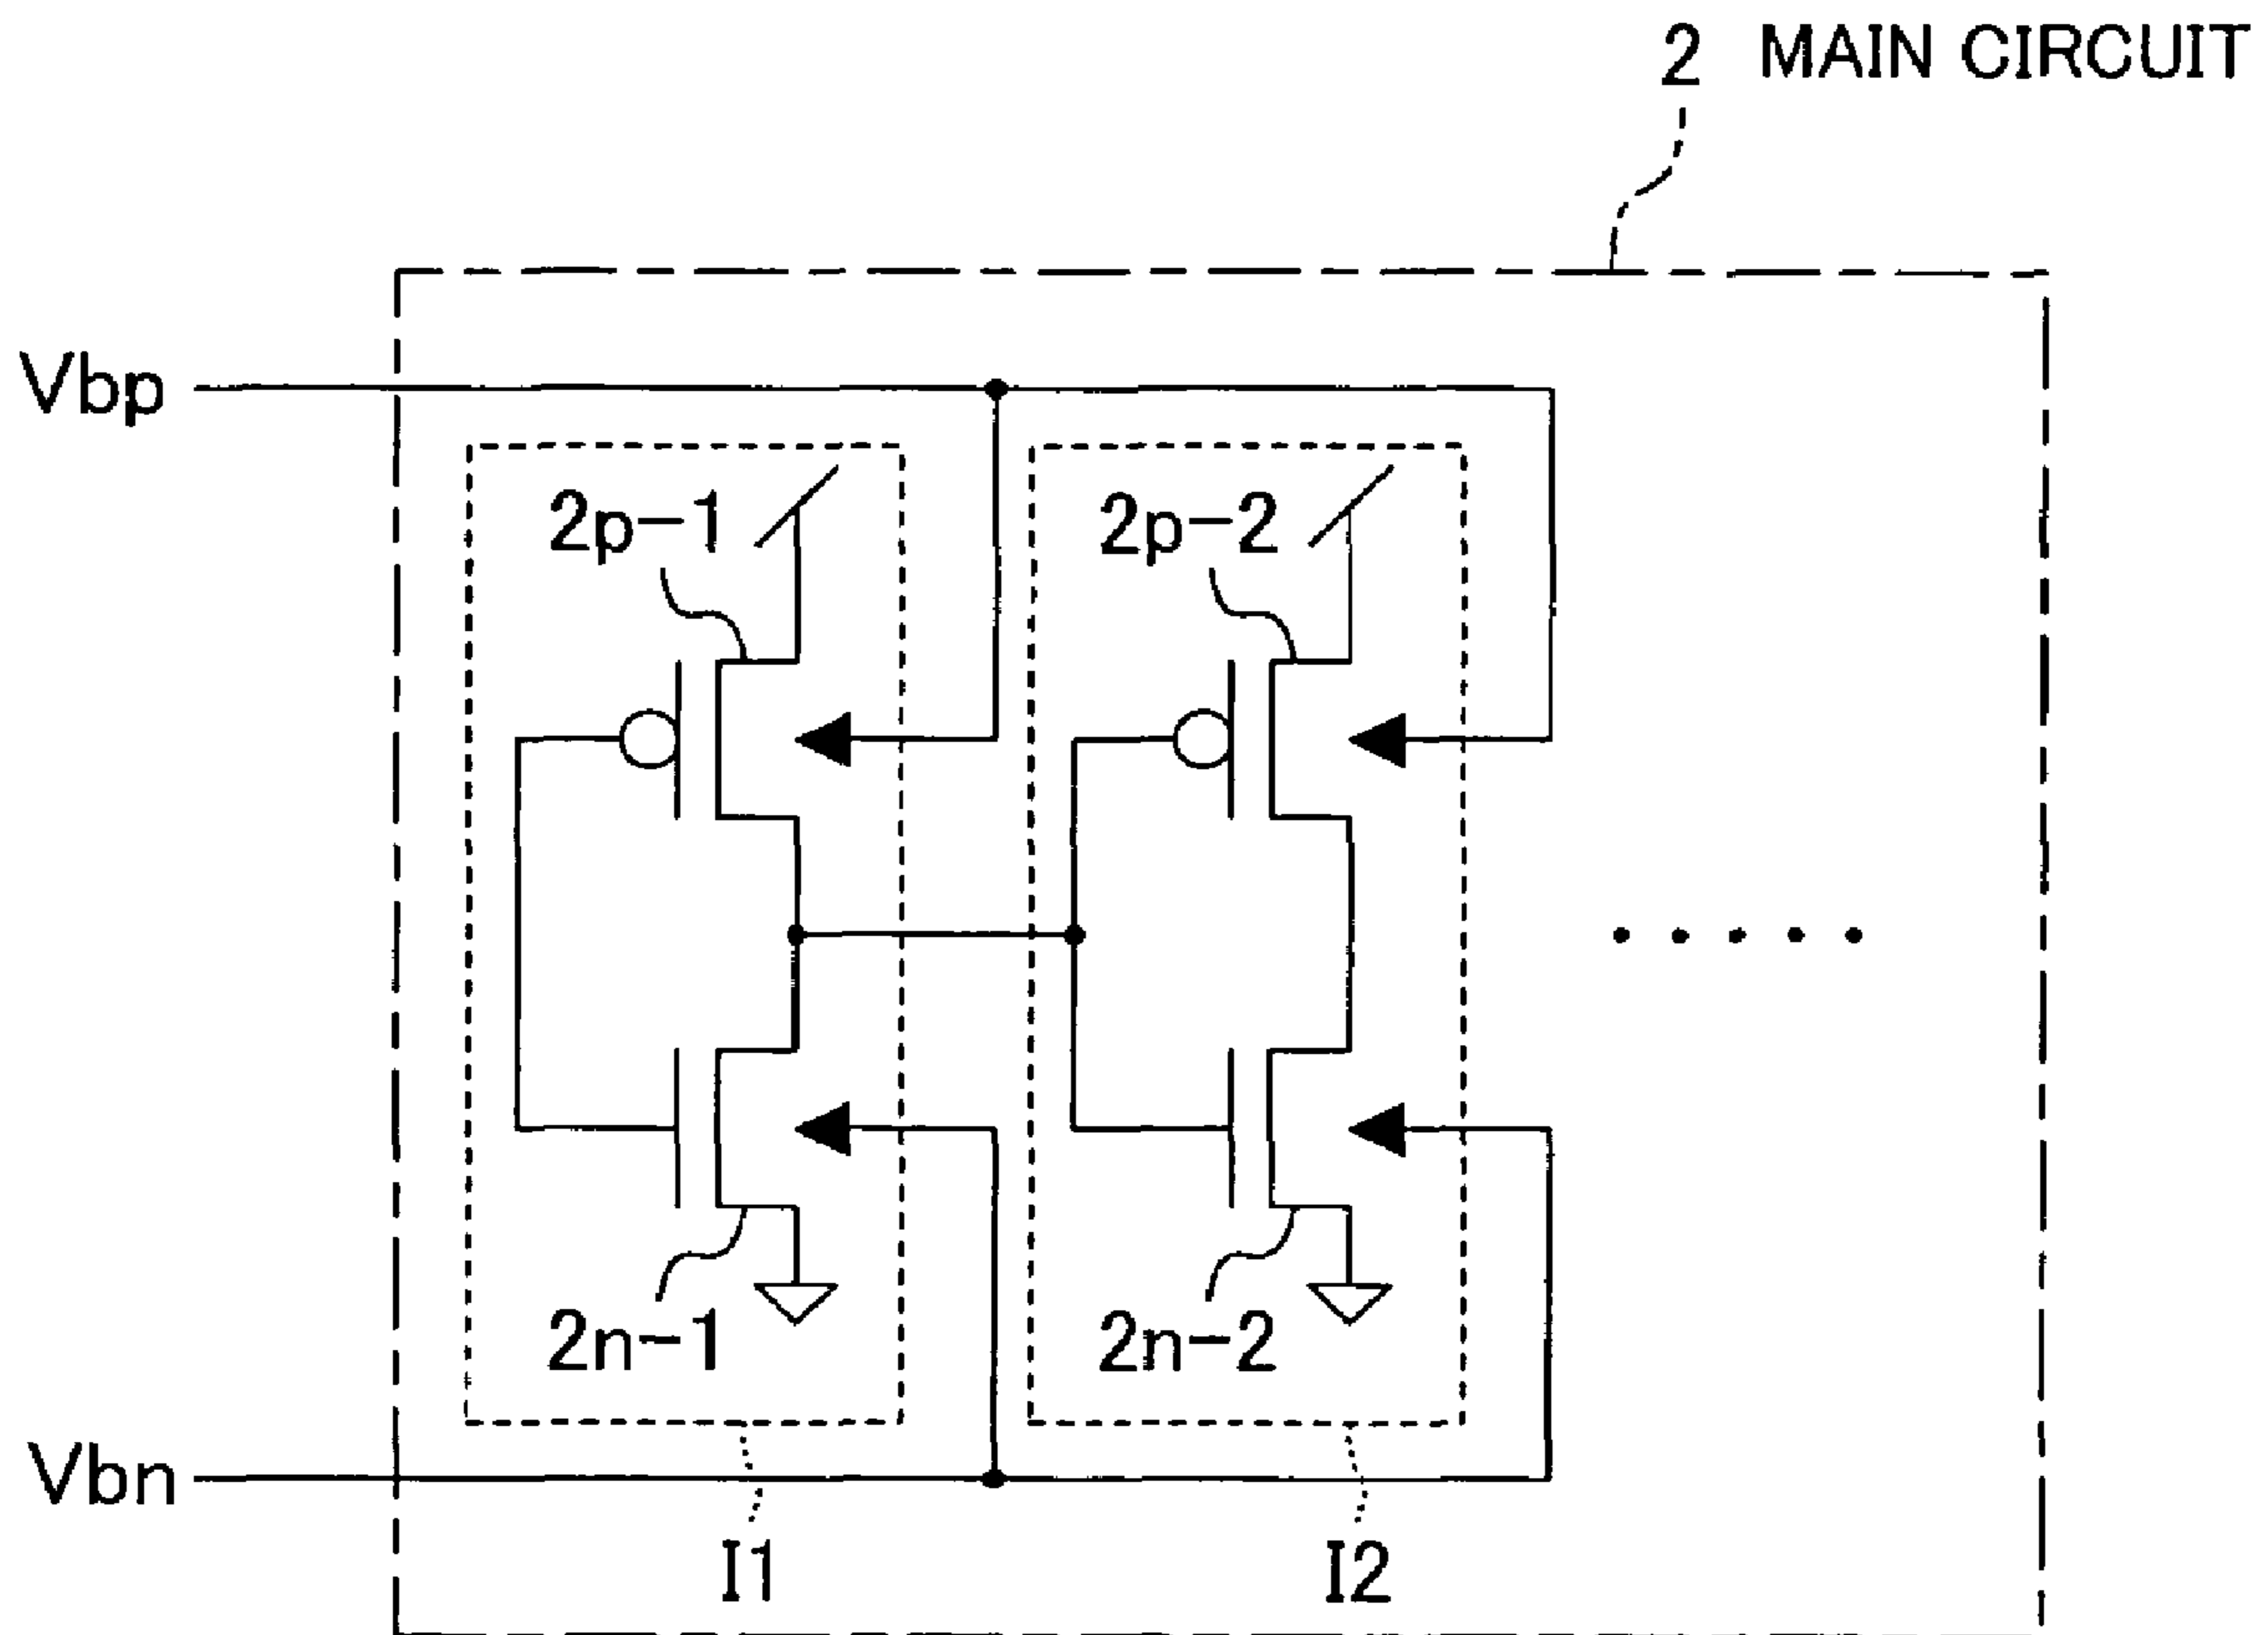 2 MAIN CIRCUIT
Vbp
2p-1
2p-2
2n-1
2n-2
Vbn
I1
I2